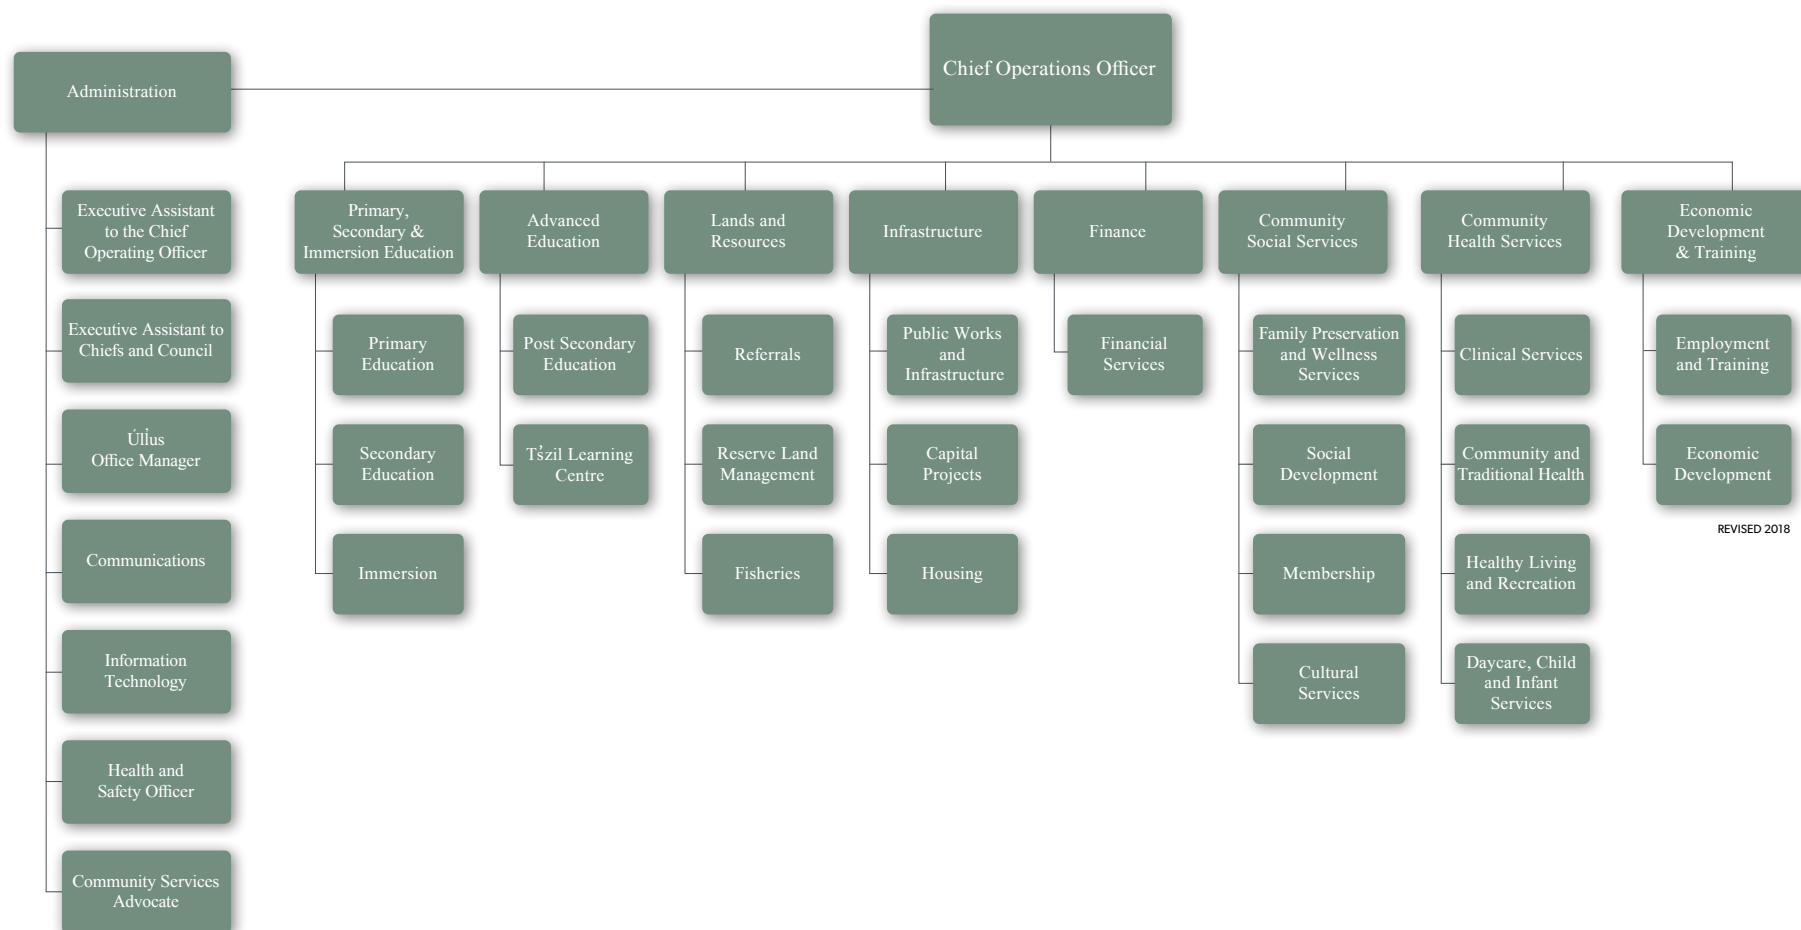 Chief Operations Officer
Administration
Executive Assistant
to the Chief
Operating Officer
Executive Assistant to
Chiefs and Council
Úl̓l̓us
Office Manager
Communications
Information
Technology
Health and
Safety Officer
Community Services
Advocate
Primary,
Secondary &
Immersion Education
Primary
Education
Secondary
Education
Immersion
Advanced
Education
Post Secondary
Education
Ts̓zil Learning
Centre
Lands and
Resources
Referrals
Reserve Land
Management
Fisheries
Infrastructure
Public Works
and
Infrastructure
Capital
Projects
Housing
Finance
Financial
Services
Community
Social Services
Family Preservation
and Wellness
Services
Social
Development
Membership
Cultural
Services
Community
Health Services
Clinical Services
Community and
Traditional Health
Healthy Living
and Recreation
Daycare, Child
and Infant
Services
Economic
Development
& Training
Employment
and Training
Economic
Development
REVISED 2018